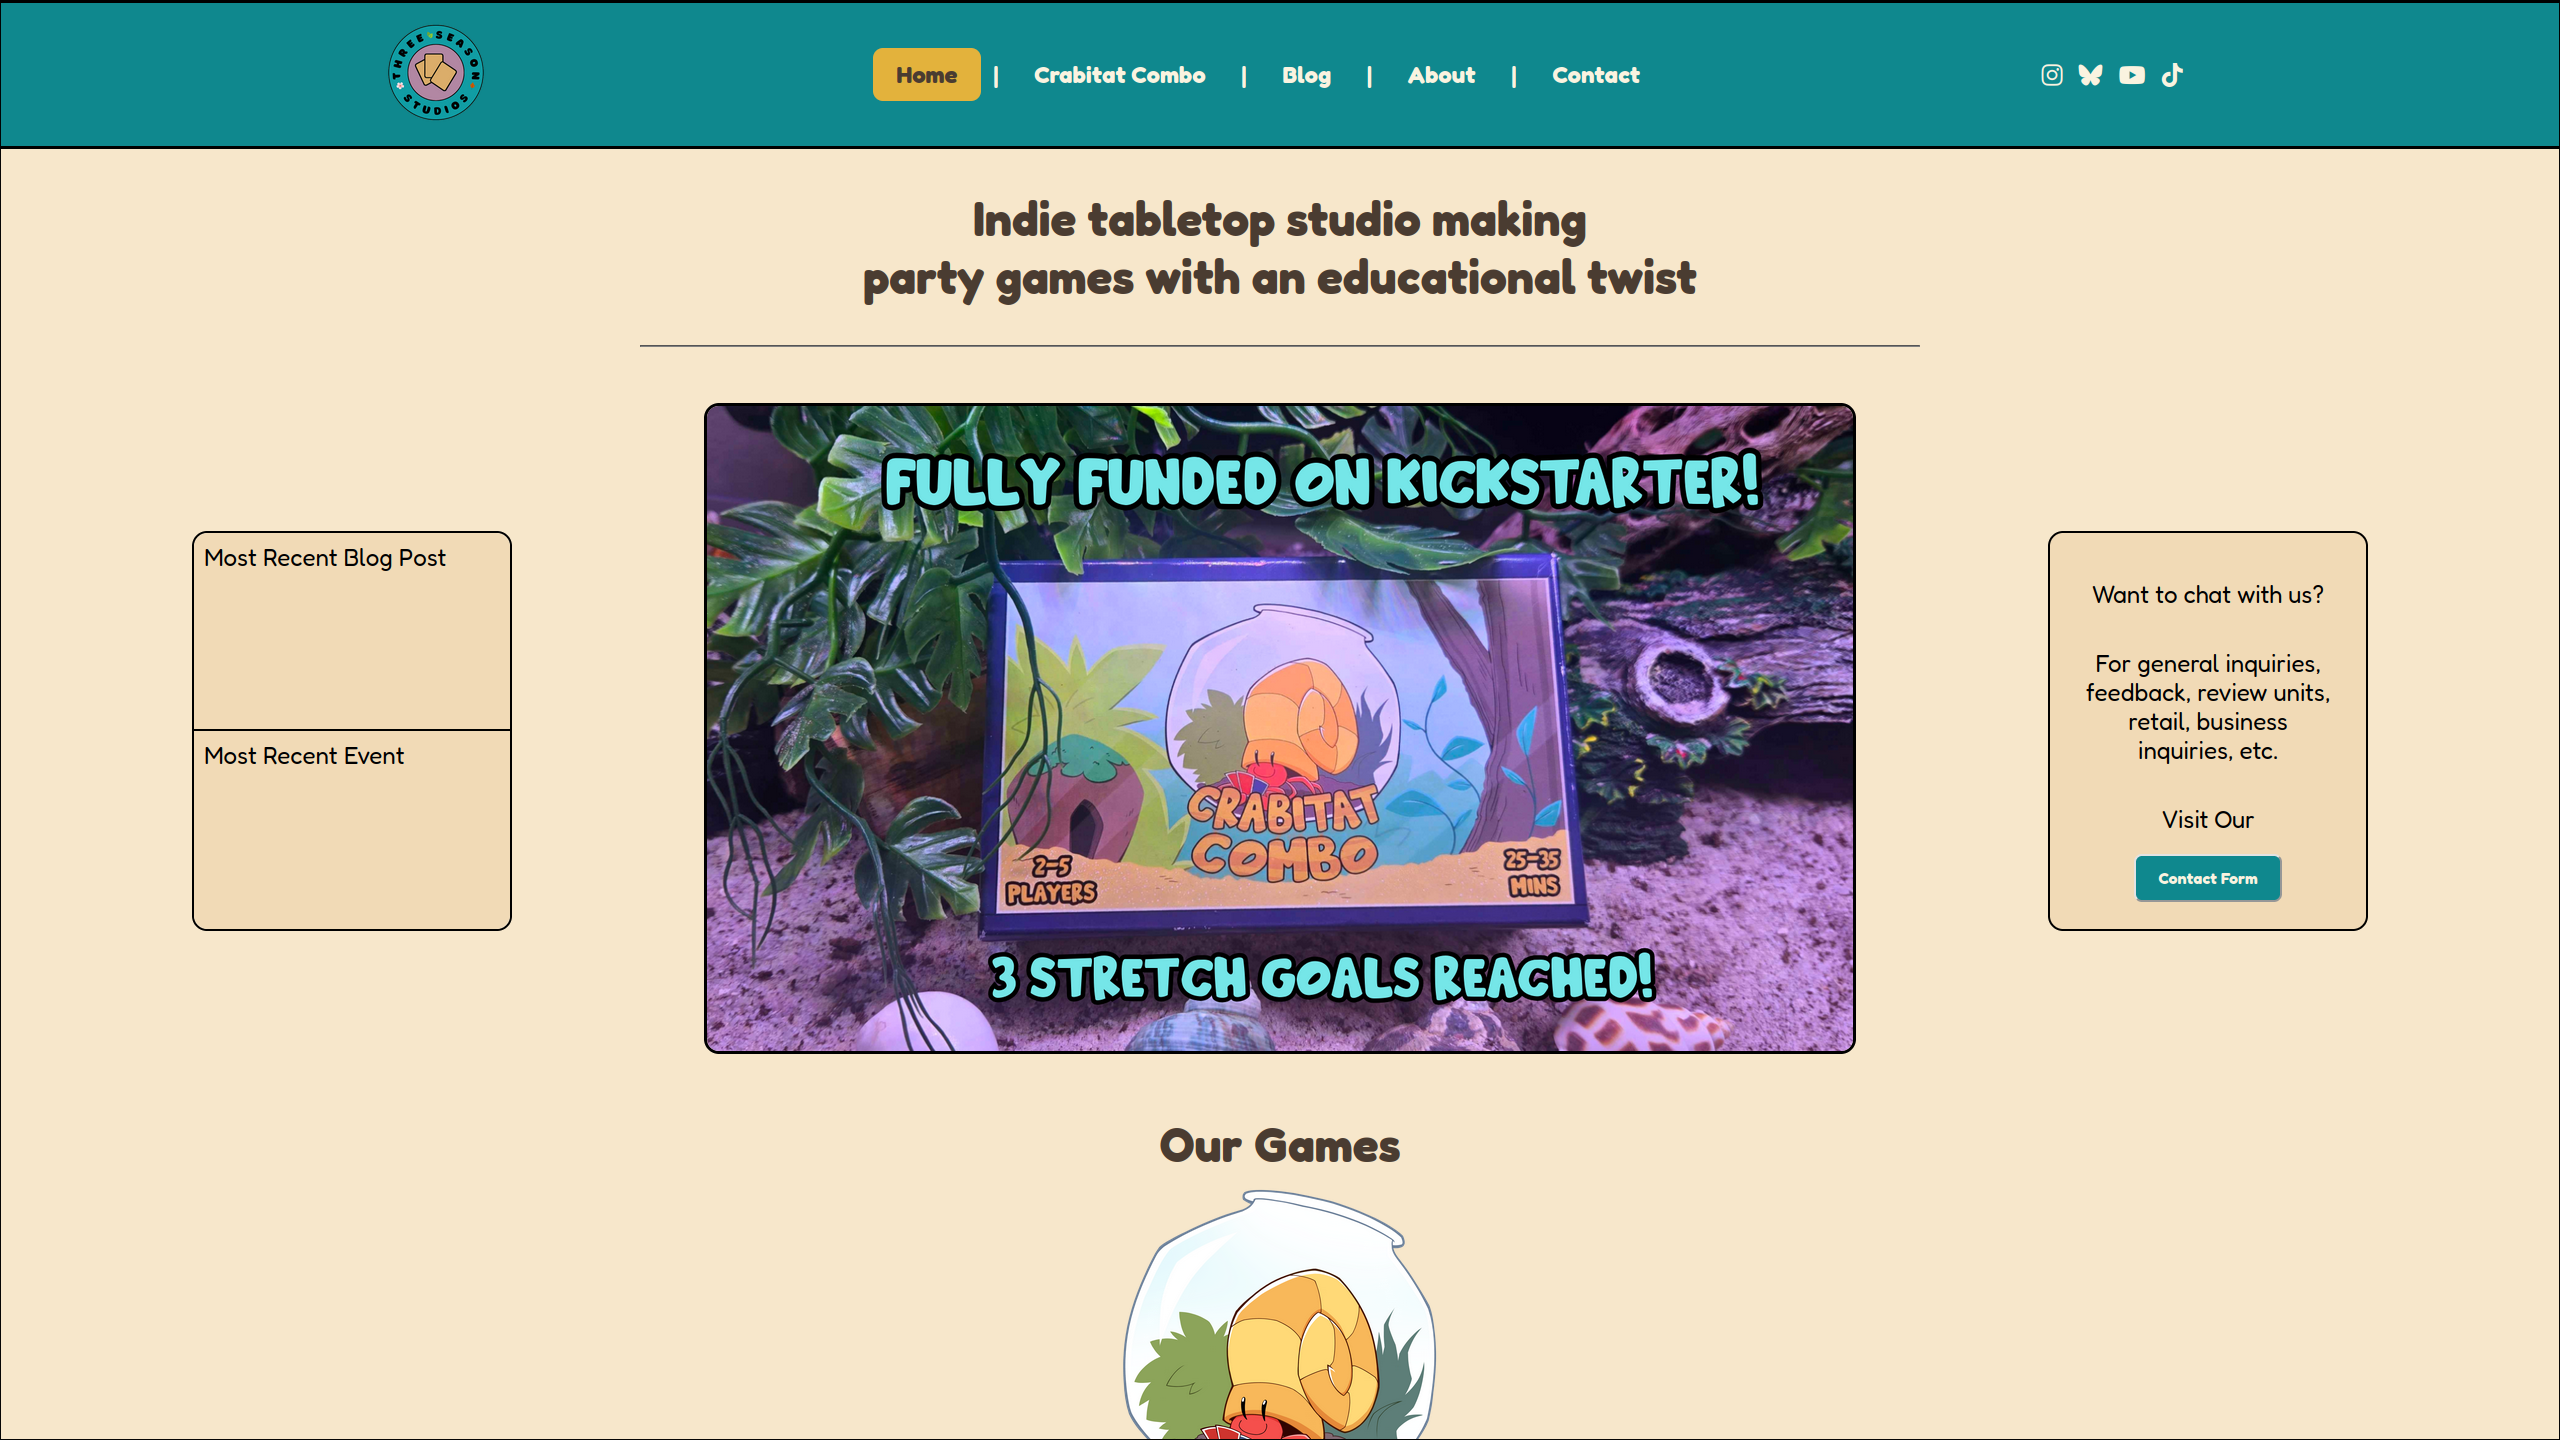 THREE SEASON
STUDIOS
Home | Crabitat Combo | Blog | About | Contact
Indie tabletop studio making
party games with an educational twist
FULLY FUNDED ON KICKSTARTER!
CRABITAT
COMBO
2-5
PLAYERS
25-35
MINS
3 STRETCH GOALS REACHED!
Most Recent Blog Post
Most Recent Event
Want to chat with us?
For general inquiries,
feedback, review units,
retail, business
inquiries, etc.
Visit Our
Contact Form
Our Games